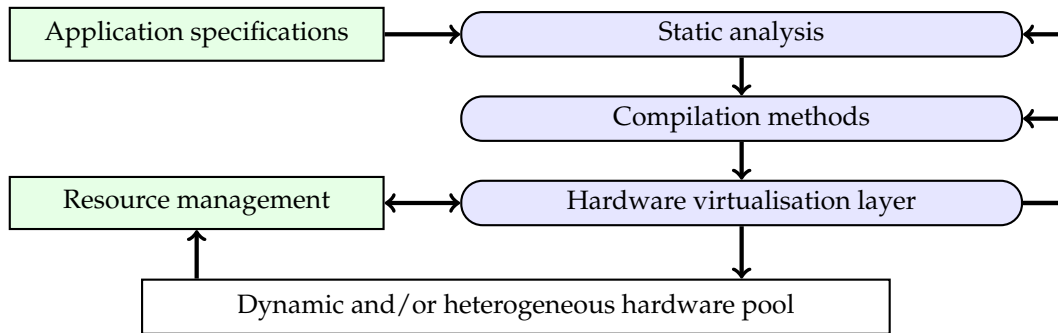 Application specifications
Static analysis
Compilation methods
Resource management
Hardware virtualisation layer
Dynamic and/or heterogeneous hardware pool